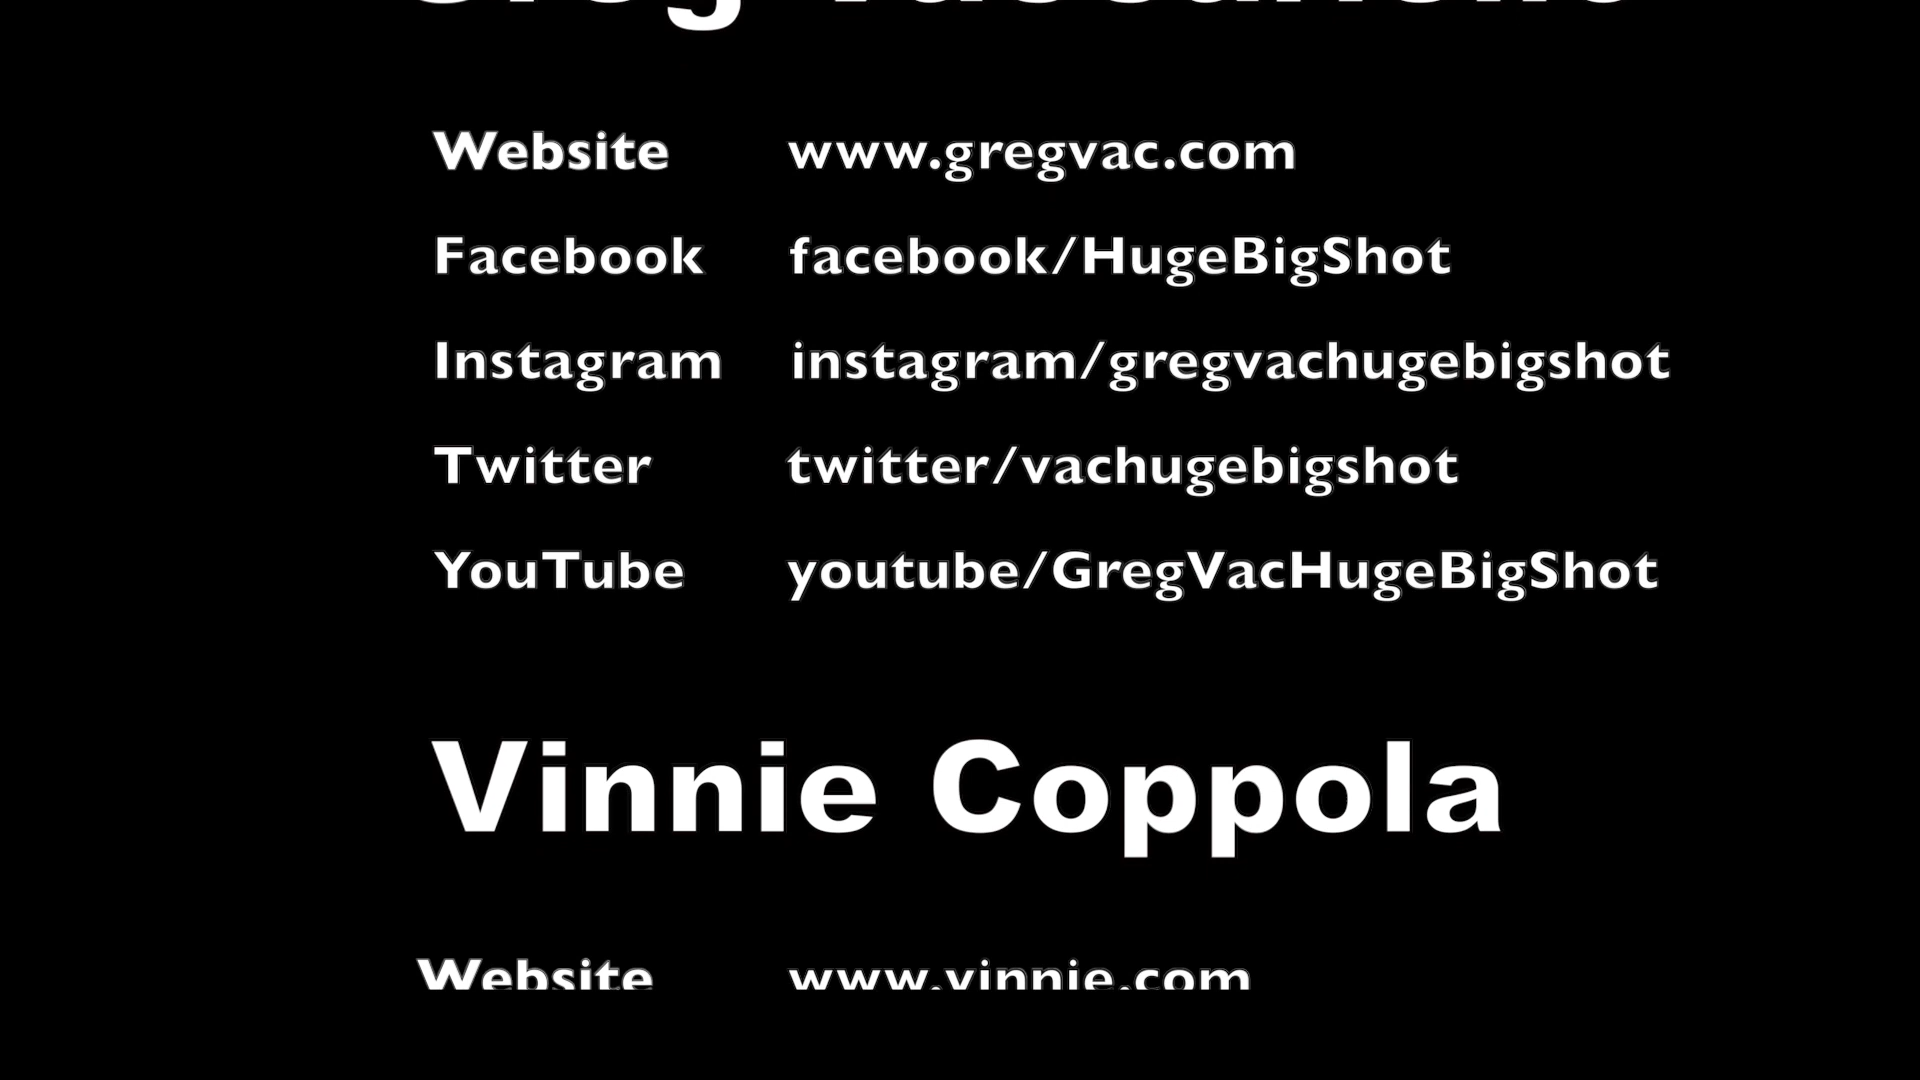 Website www.gregvac.com
Facebook facebook/HugeBigShot
Instagram instagram/gregvachugebigshot
Twitter twitter/vachugebigshot
YouTube youtube/GregVacHugeBigShot
Vinnie Coppola
Website www.vinnie.com